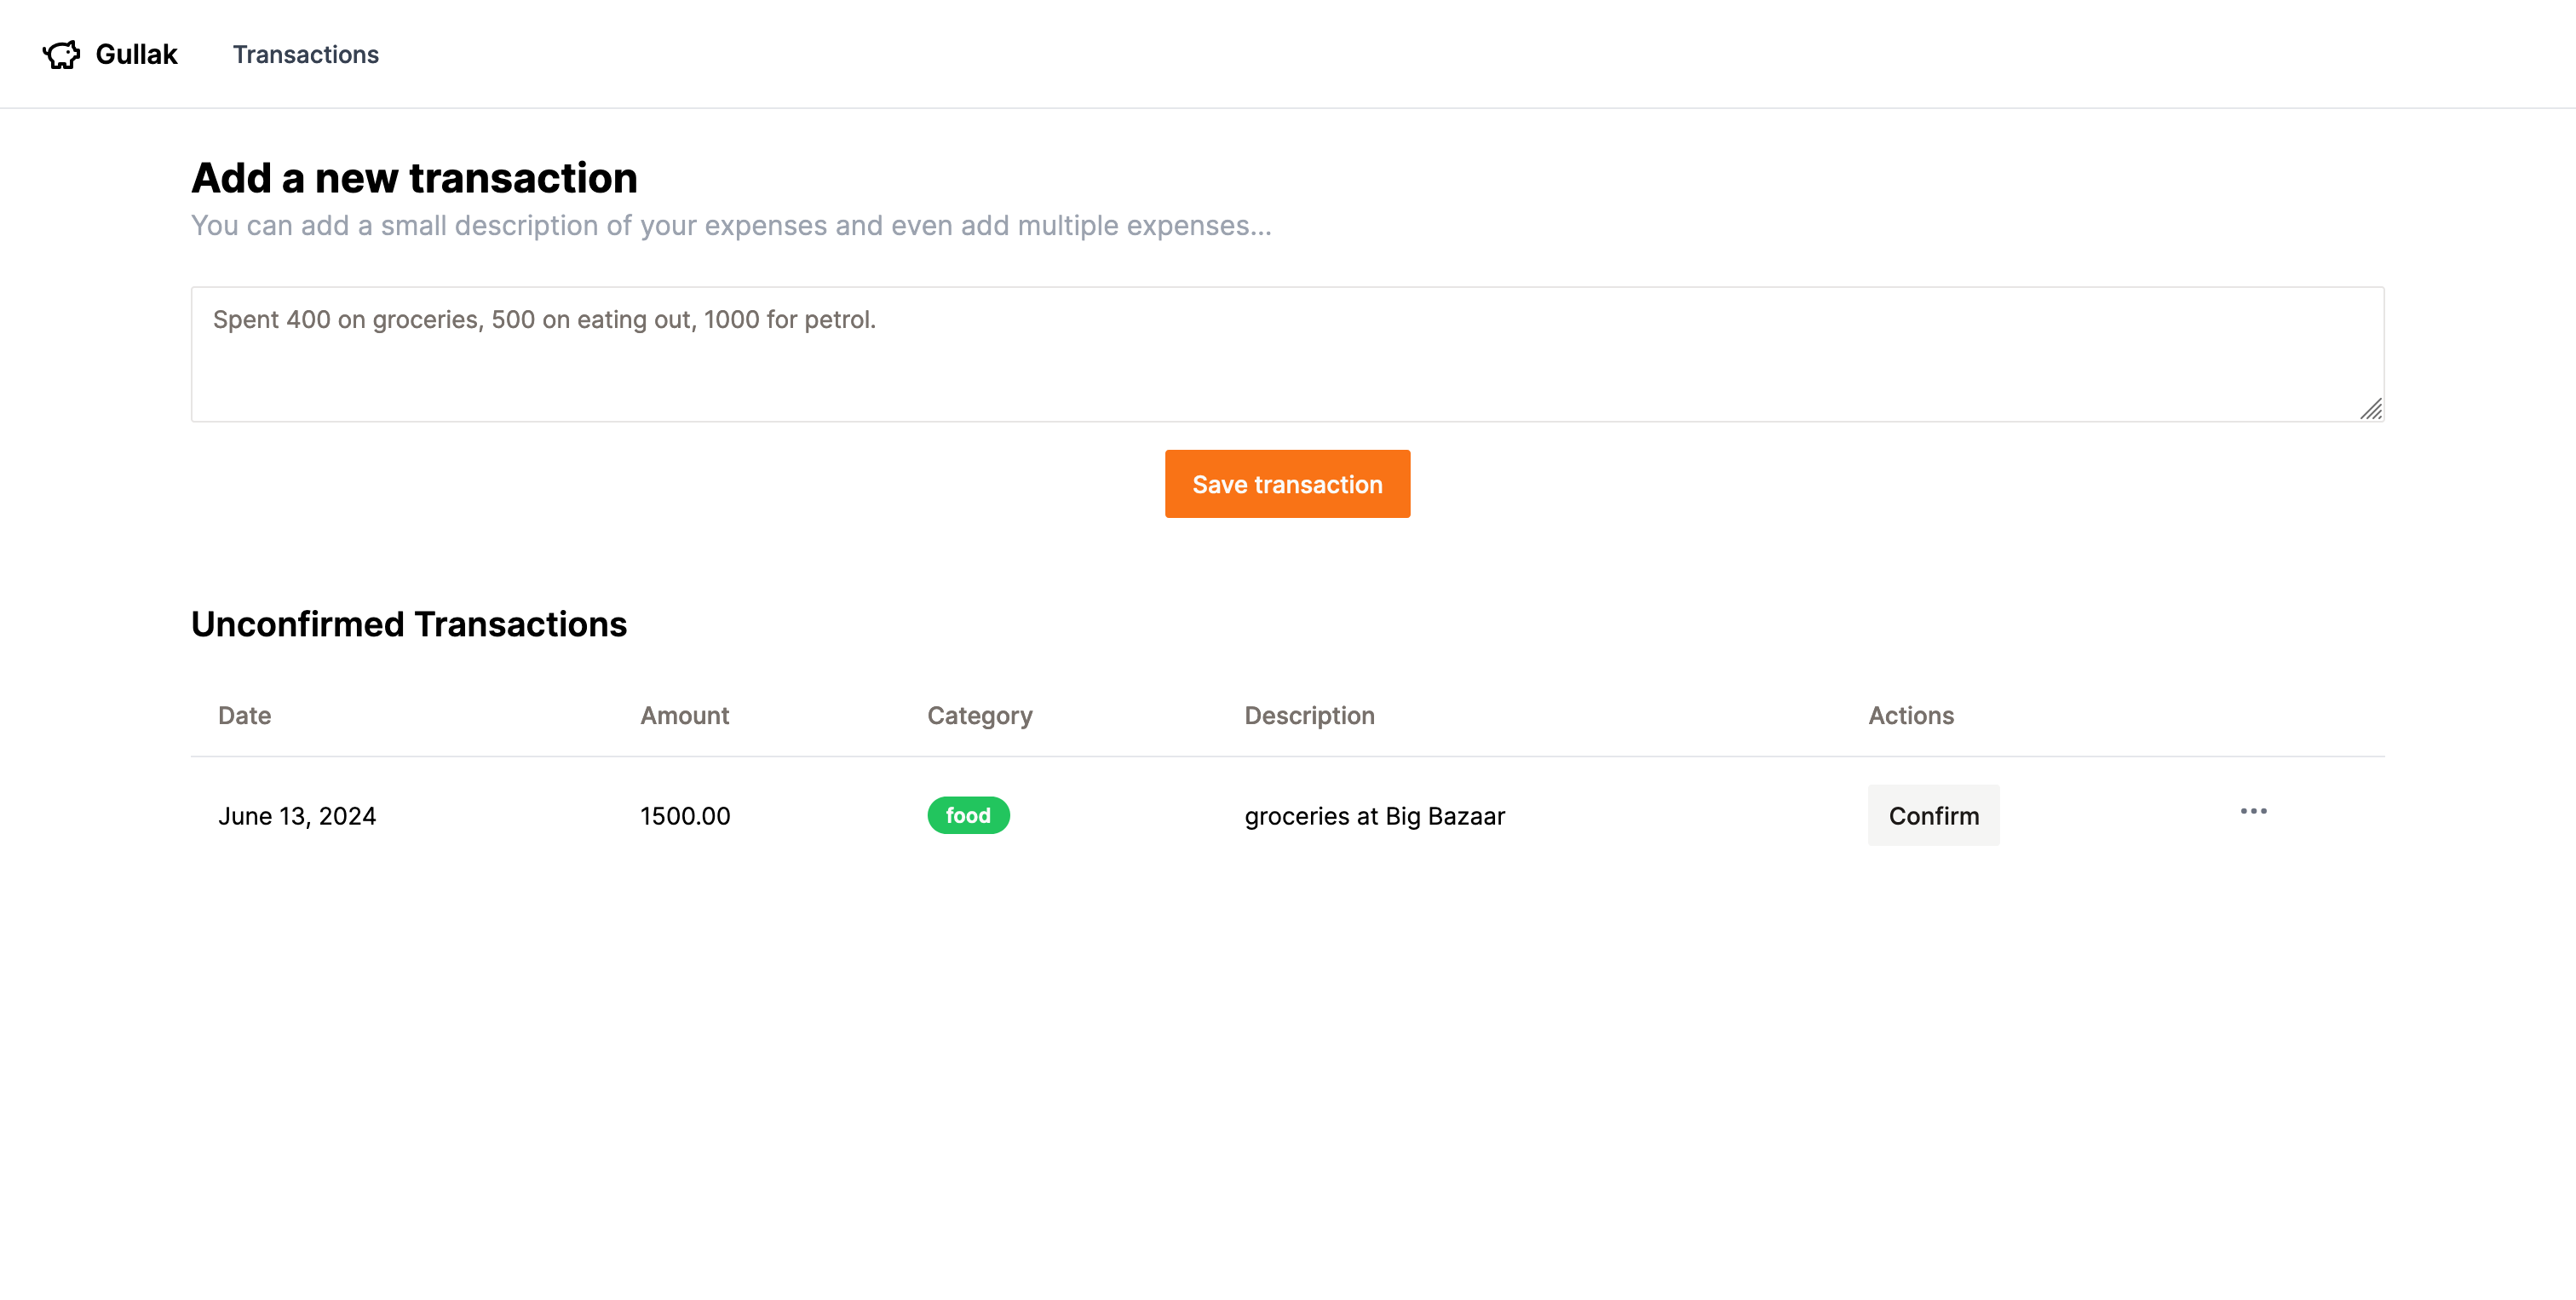 Gullak Transactions
Add a new transaction
You can add a small description of your expenses and even add multiple expenses...
Spent 400 on groceries, 500 on eating out, 1000 for petrol.
Save transaction
Unconfirmed Transactions
Date Amount Category Description Actions
June 13, 2024 1500.00 food groceries at Big Bazaar Confirm